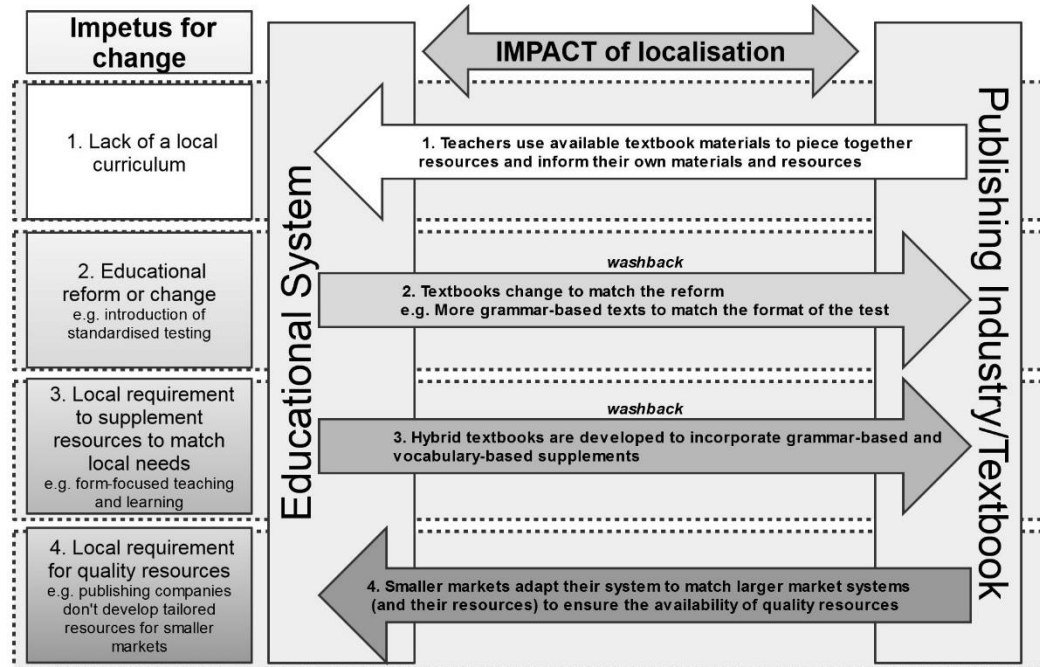 Impetus for
change
IMPACT of localisation
Educational System
Publishing Industry/Textbook
1. Lack of a local
curriculum
1. Teachers use available textbook materials to piece together
resources and inform their own materials and resources
2. Educational
reform or change
e.g. introduction of
standardised testing
washback
2. Textbooks change to match the reform
e.g. More grammar-based texts to match the format of the test
3. Local requirement
to supplement
resources to match
local needs
e.g. form-focused teaching
and learning
washback
3. Hybrid textbooks are developed to incorporate grammar-based and
vocabulary-based supplements
4. Local requirement
for quality resources
e.g. publishing companies
don't develop tailored
resources for smaller
markets
4. Smaller markets adapt their system to match larger market systems
(and their resources) to ensure the availability of quality resources